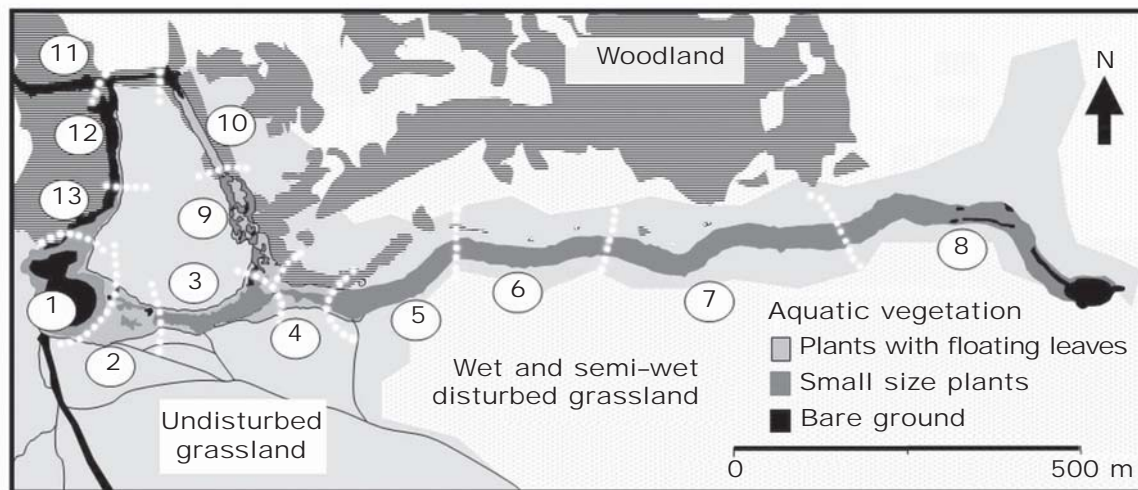 11
Woodland
N
12
10
13
9
3
8
1
6
7
5
4
2
Aquatic vegetation
Plants with floating leaves
Wet and semi-wet
disturbed grassland
Small size plants
Undisturbed
grassland
Bare ground
0
500 m